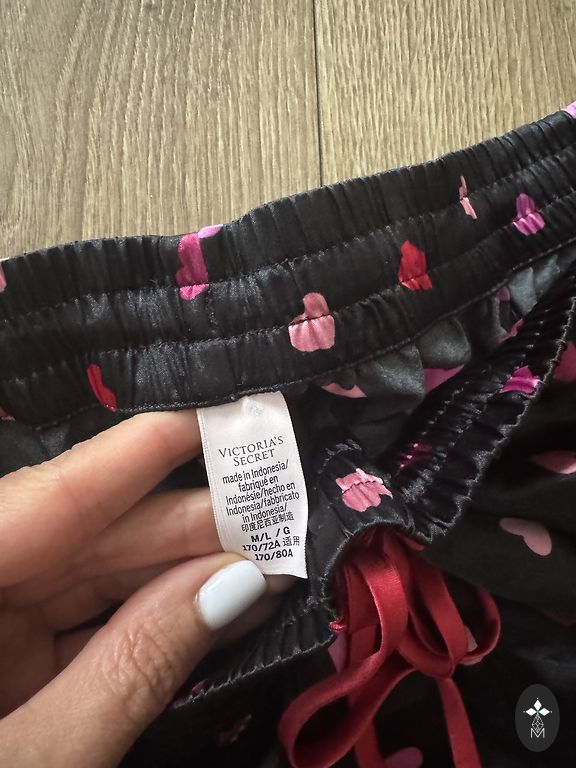 VICTORIA'S
SECRET
made in Indonesia/
fabriqué en
Indonésie/hecho en
Indonesia/fabbricato
in Indonesia/
印度尼西亚制造
M/L / G
170/72A 适用
170/80A